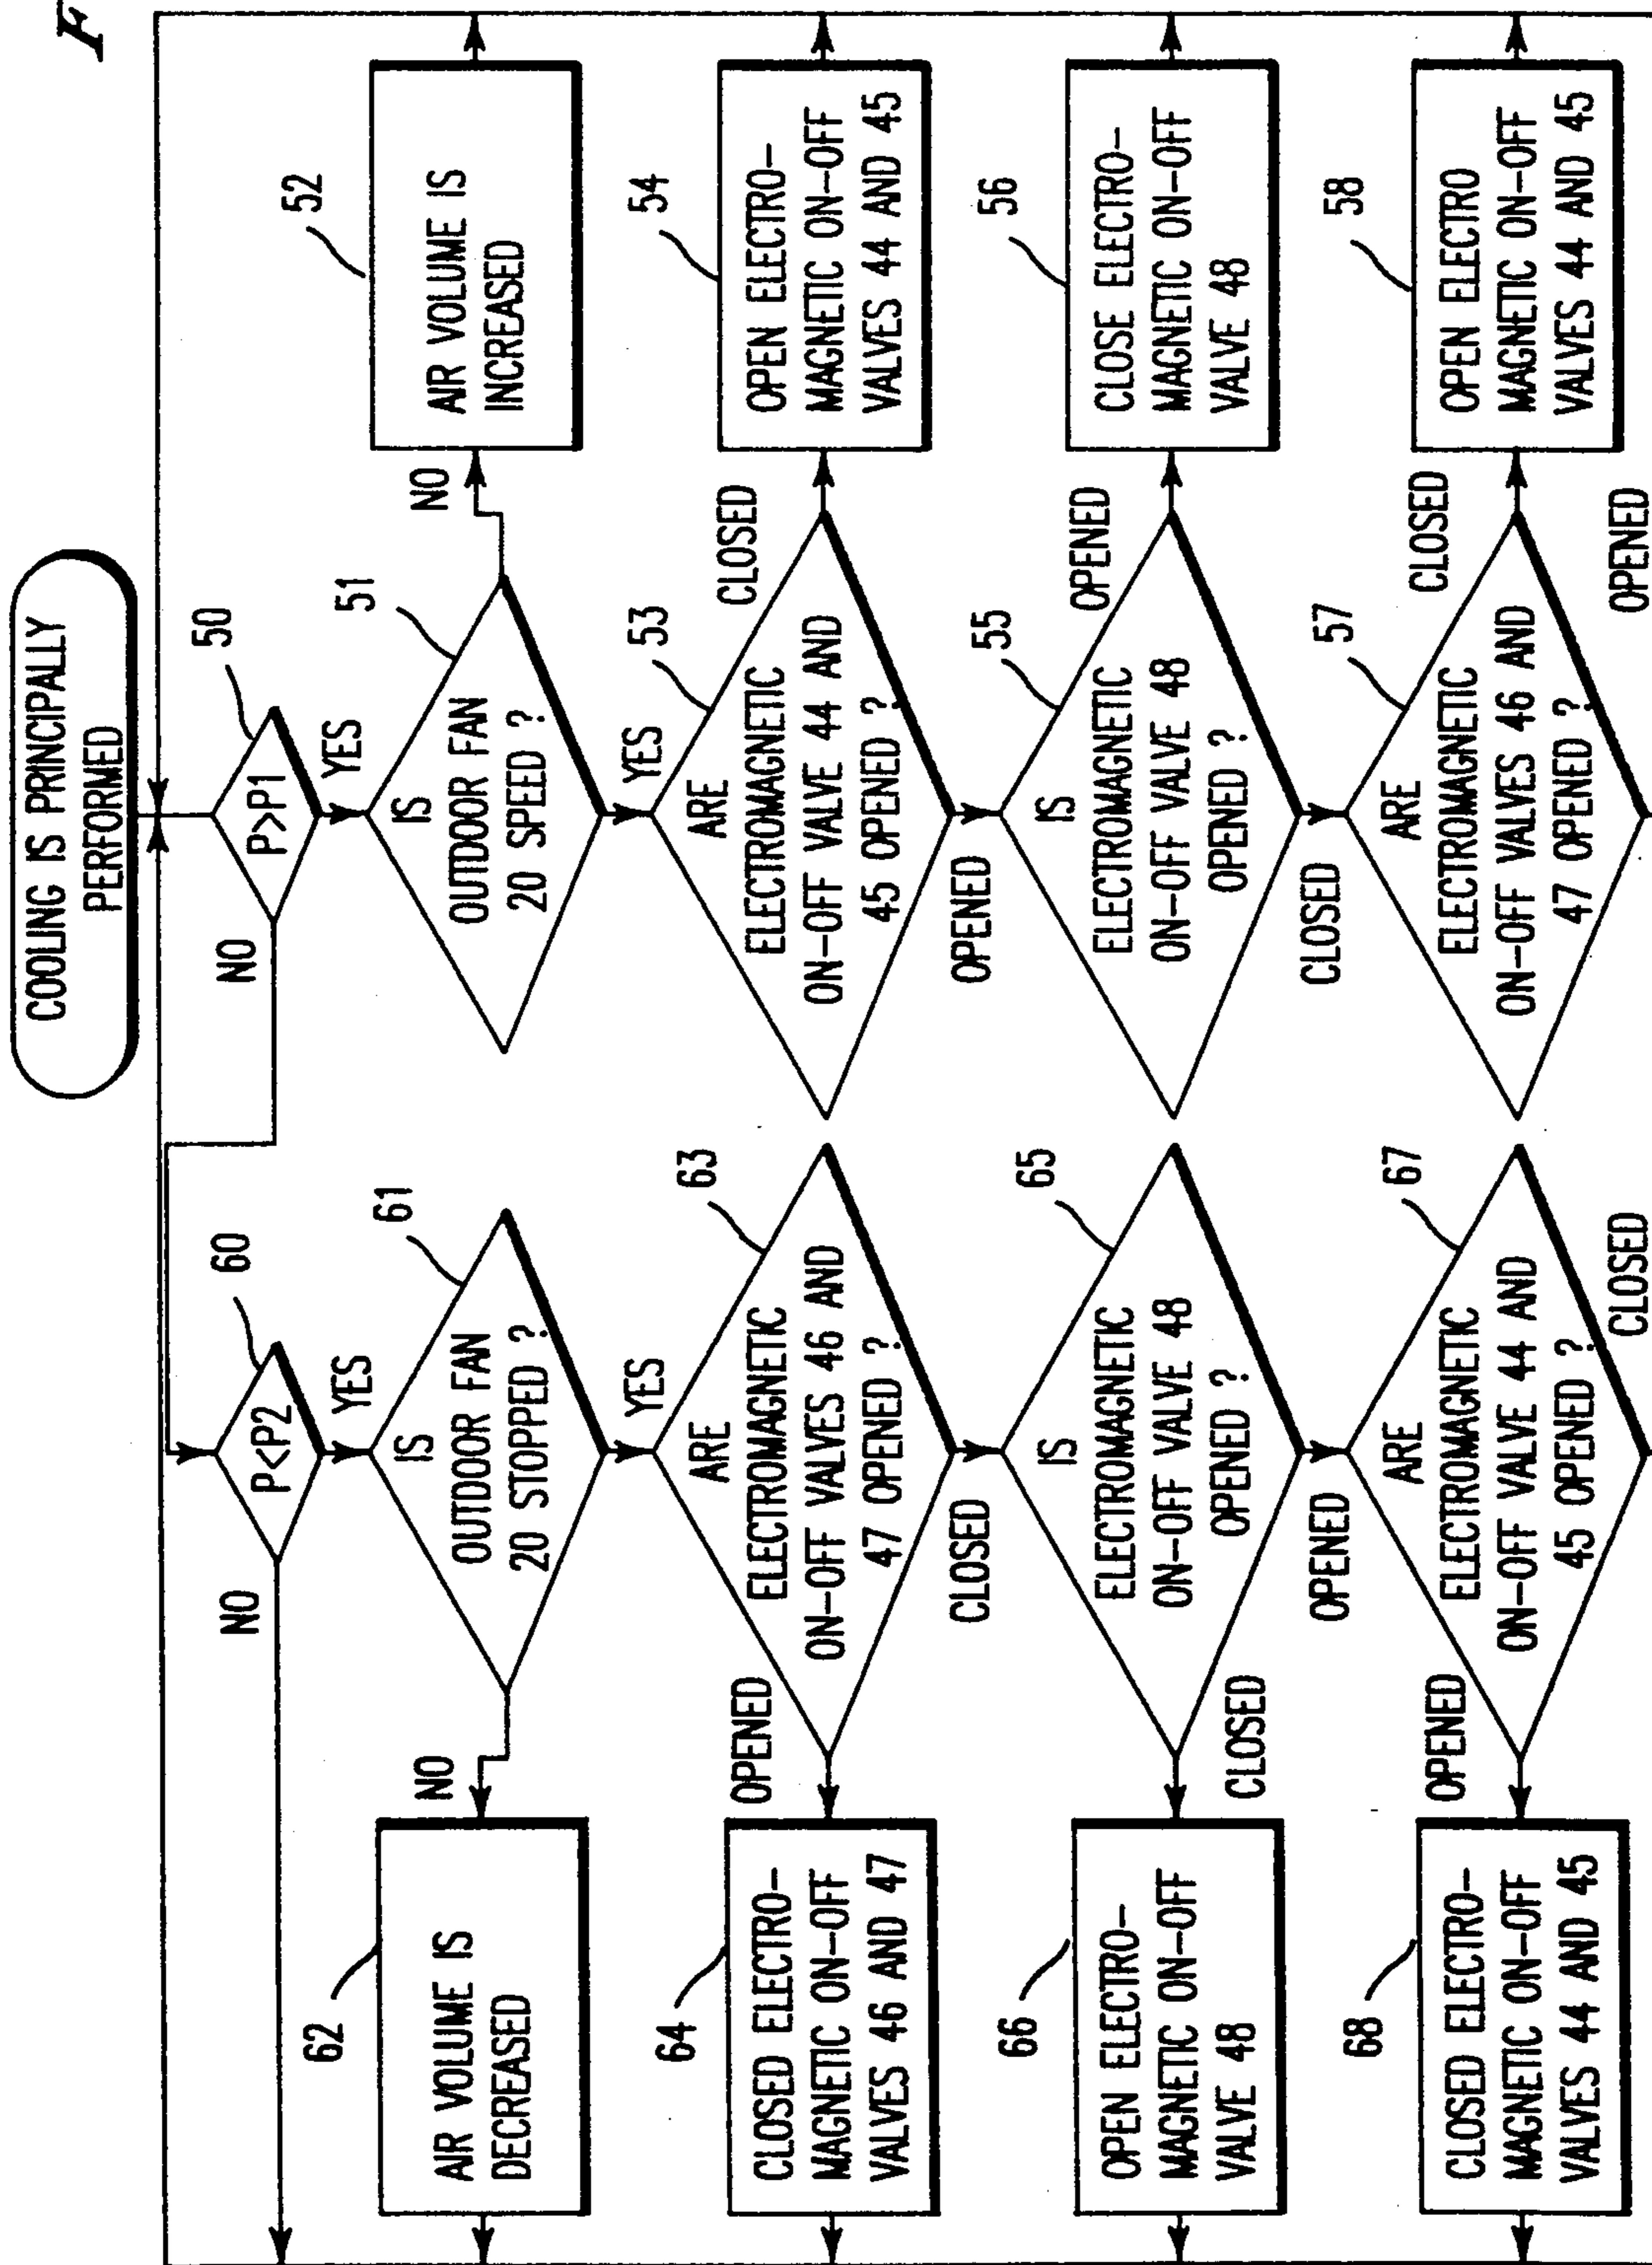 F
COOLING IS PRINCIPALLY
PERFORMED
NO
60
P<P2
YES
NO
50
P>P1
YES
62
AIR VOLUME IS
DECREASED
NO
61
IS
OUTDOOR FAN
20 STOPPED ?
YES
51
IS
OUTDOOR FAN
20 SPEED ?
YES
NO
52
AIR VOLUME IS
INCREASED
64
CLOSED ELECTRO-
MAGNETIC ON-OFF
VALVES 46 AND 47
OPENED
63
ARE
ELECTROMAGNETIC
ON-OFF VALVES 46 AND
47 OPENED ?
CLOSED
53
ARE
ELECTROMAGNETIC
ON-OFF VALVE 44 AND
45 OPENED ?
OPENED
CLOSED
54
OPEN ELECTRO-
MAGNETIC ON-OFF
VALVES 44 AND 45
66
OPEN ELECTRO-
MAGNETIC ON-OFF
VALVE 48
CLOSED
65
IS
ELECTROMAGNETIC
ON-OFF VALVE 48
OPENED ?
OPENED
55
IS
ELECTROMAGNETIC
ON-OFF VALVE 48
OPENED ?
CLOSED
OPENED
56
CLOSE ELECTRO-
MAGNETIC ON-OFF
VALVE 48
68
CLOSED ELECTRO-
MAGNETIC ON-OFF
VALVES 44 AND 45
OPENED
67
ARE
ELECTROMAGNETIC
ON-OFF VALVE 44 AND
45 OPENED ?
CLOSED
57
ARE
ELECTROMAGNETIC
ON-OFF VALVES 46 AND
47 OPENED ?
OPENED
CLOSED
58
OPEN ELECTRO
MAGNETIC ON-OFF
VALVES 44 AND 45